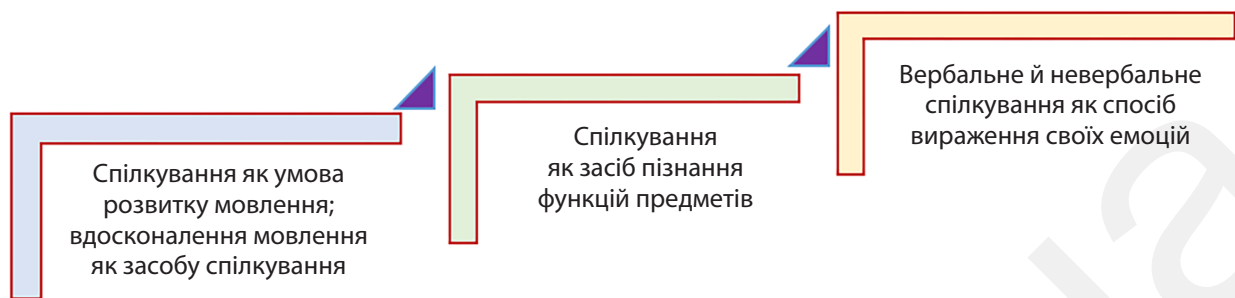 Спілкування як умова
розвитку мовлення;
вдосконалення мовлення
як засобу спілкування
Спілкування
як засіб пізнання
функцій предметів
Вербальне й невербальне
спілкування як спосіб
вираження своїх емоцій